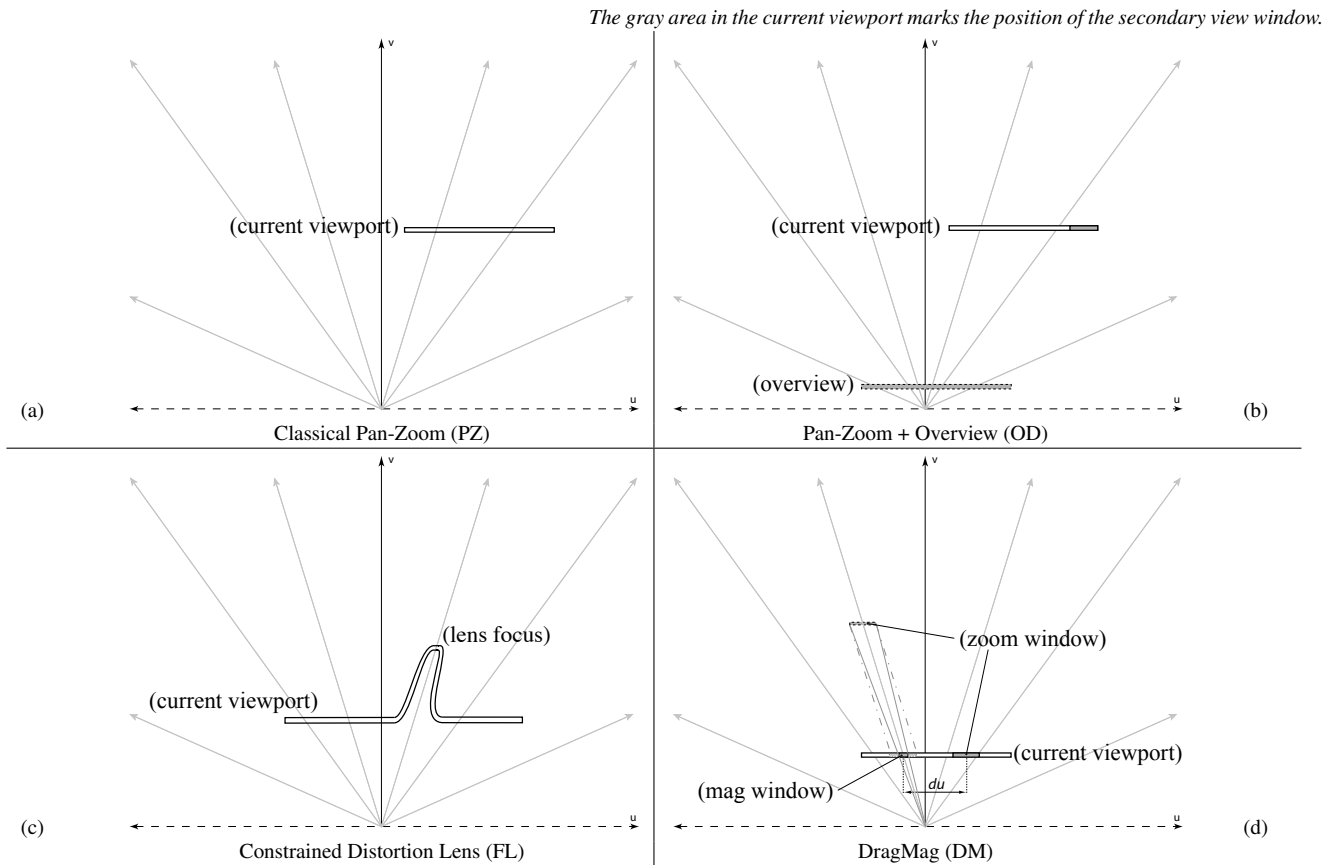 The gray area in the current viewport marks the position of the secondary view window.
v
(current viewport)
u
(a)
Classical Pan-Zoom (PZ)
v
(current viewport)
(overview)
u
(b)
Pan-Zoom + Overview (OD)
v
(lens focus)
(current viewport)
u
(c)
Constrained Distortion Lens (FL)
v
(zoom window)
(current viewport)
(mag window)
du
u
(d)
DragMag (DM)